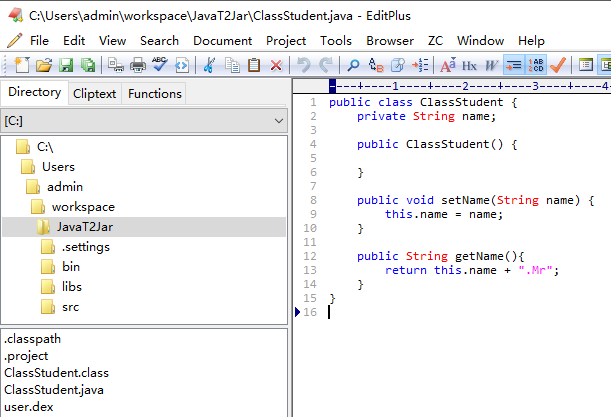 C:\Users\admin\workspace\JavaT2Jar\ClassStudent.java - EditPlus
File Edit View Search Document Project Tools Browser ZC Window Help
Directory Cliptext Functions
[C:]
C:\
Users
admin
workspace
JavaT2Jar
.settings
bin
libs
src
.classpath
.project
ClassStudent.class
ClassStudent.java
user.dex
----+----1----+----2----+----3----+----4
1 public class ClassStudent {
2     private String name;
3
4     public ClassStudent() {
5
6     }
7
8     public void setName(String name) {
9         this.name = name;
10     }
11
12     public String getName(){
13         return this.name + ".Mr";
14     }
15 }
16